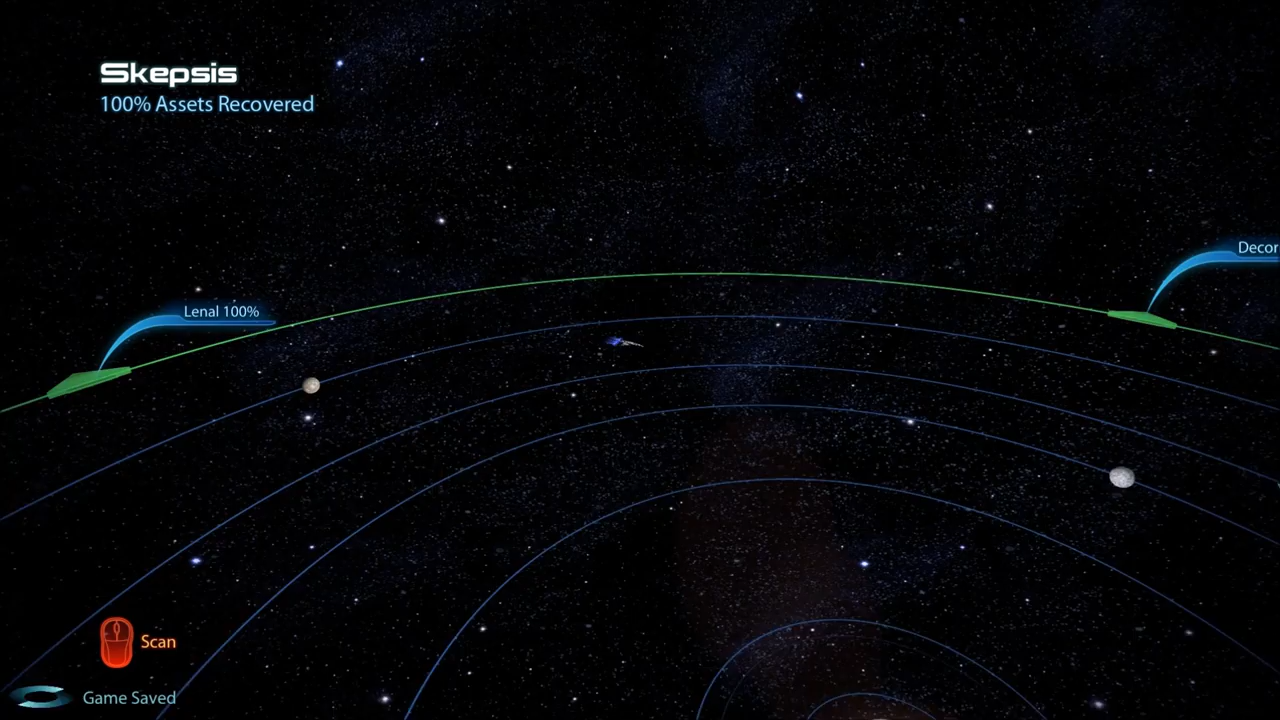 Skepsis
100% Assets Recovered
Decor
Lenal 100%
Scan
Game Saved